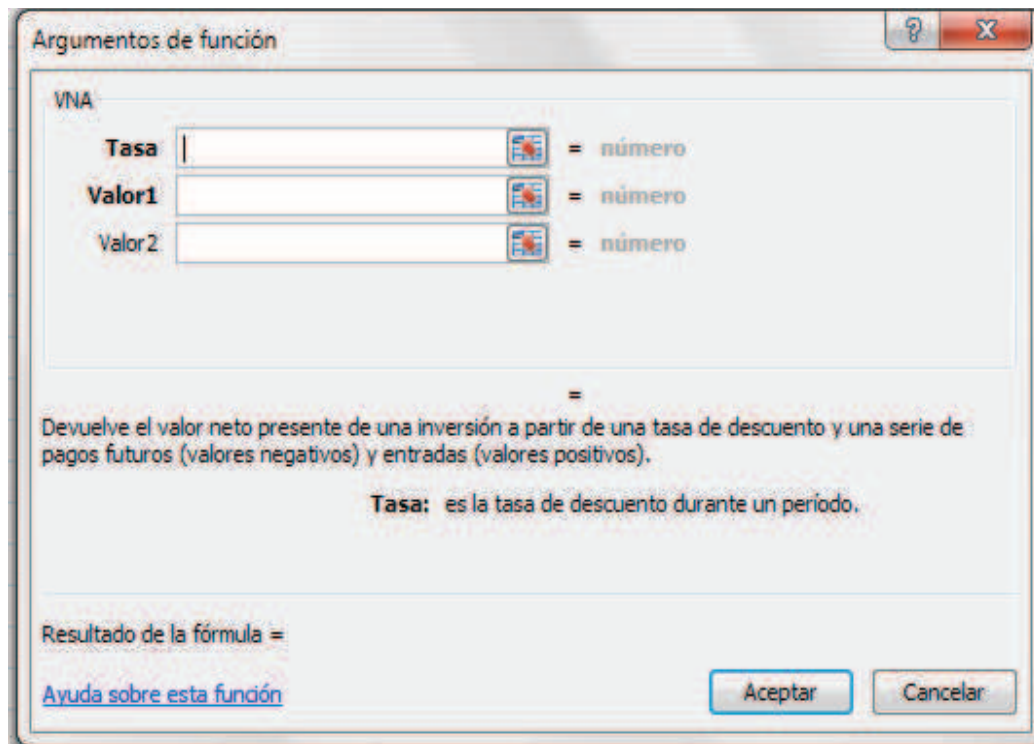 Argumentos de función
VNA
Tasa = número
Valor1 = número
Valor2 = número
=
Devuelve el valor neto presente de una inversión a partir de una tasa de descuento y una serie de
pagos futuros (valores negativos) y entradas (valores positivos).
Tasa: es la tasa de descuento durante un período.
Resultado de la fórmula =
Ayuda sobre esta función
Aceptar
Cancelar